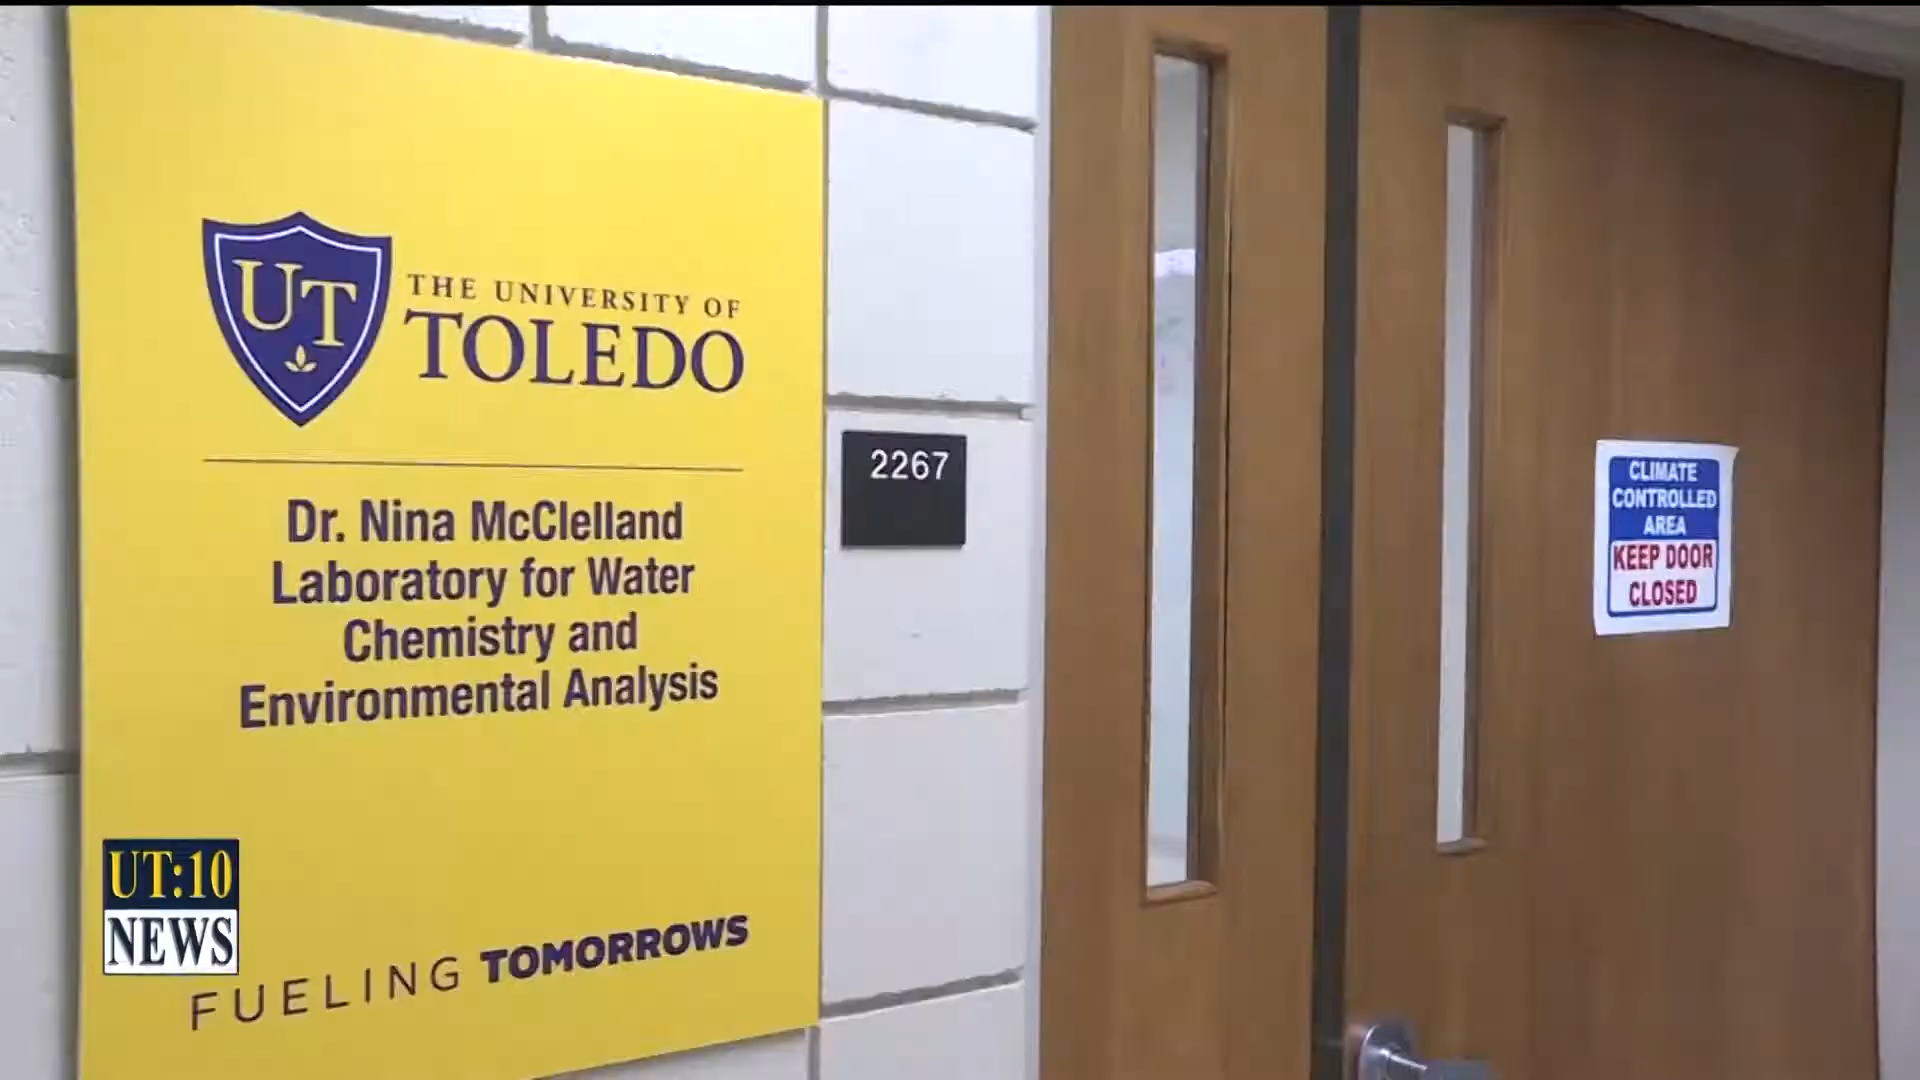 UT
THE UNIVERSITY OF
TOLEDO
Dr. Nina McClelland
Laboratory for Water
Chemistry and
Environmental Analysis
FUELING TOMORROWS
2267
CLIMATE
CONTROLLED
AREA
KEEP DOOR
CLOSED
UT:10
NEWS